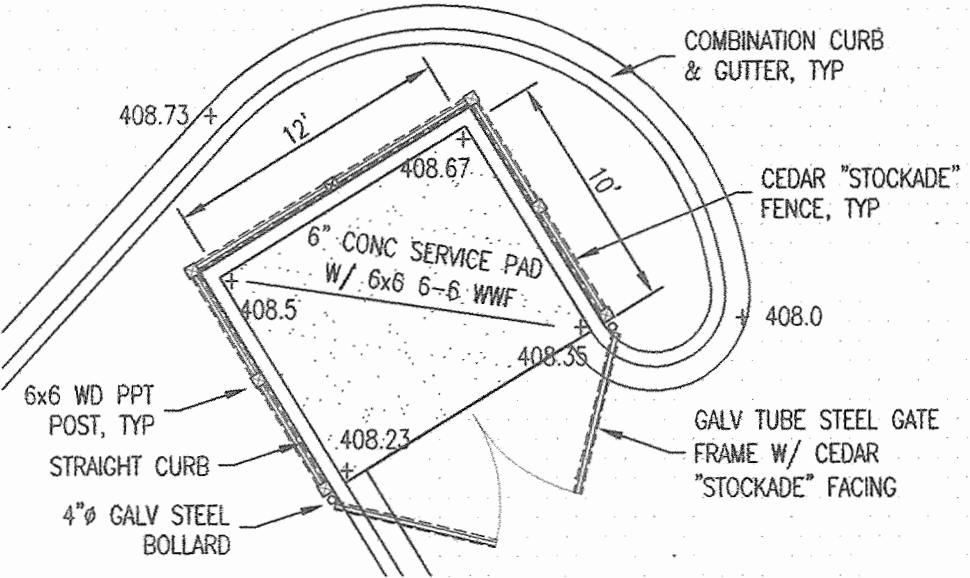 COMBINATION CURB
& GUTTER, TYP
408.73
12'
408.67
10'
CEDAR "STOCKADE"
FENCE, TYP
6" CONC SERVICE PAD
W/ 6x6 6-6 WWF
408.5
408.0
408.35
6x6 WD PPT
POST, TYP
408.23
GALV TUBE STEEL GATE
FRAME W/ CEDAR
"STOCKADE" FACING
STRAIGHT CURB
4"ø GALV STEEL
BOLLARD